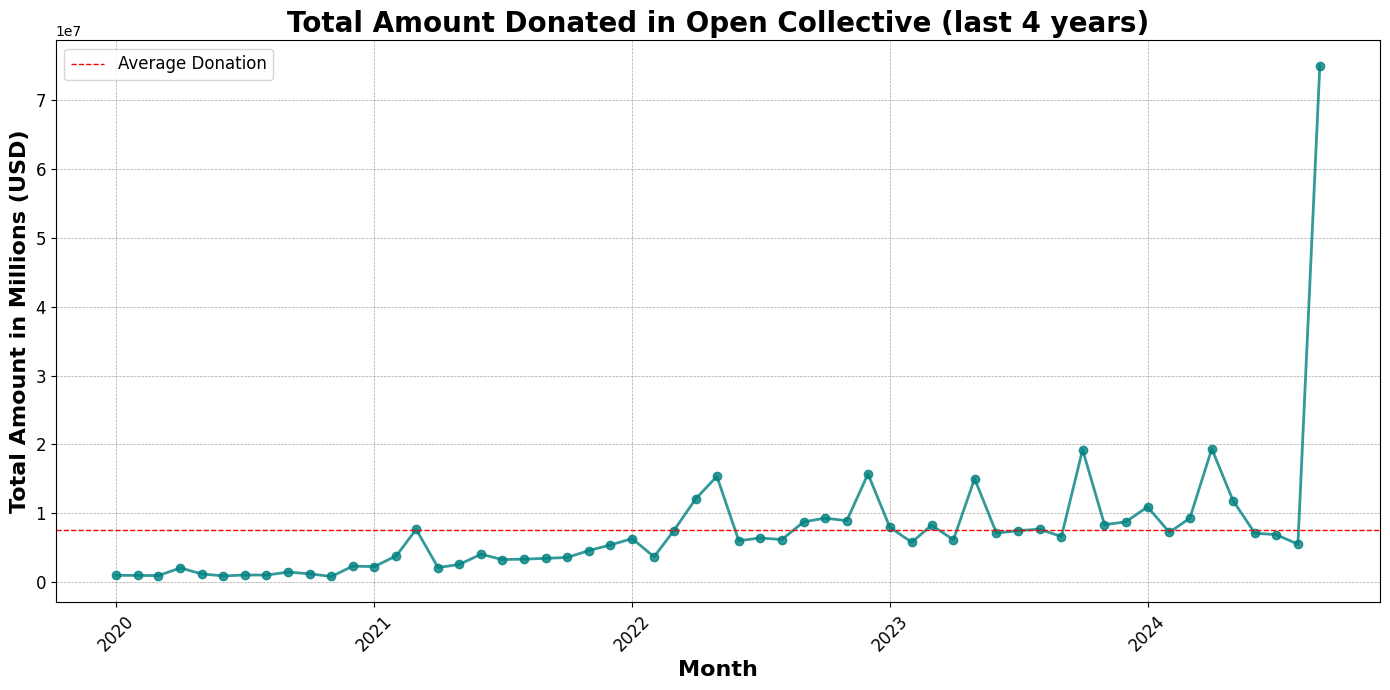 Total Amount Donated in Open Collective (last 4 years)
1e7
Average Donation
Total Amount in Millions (USD)
7
6
5
4
3
2
1
0
2020
2021
2022
2023
2024
Month